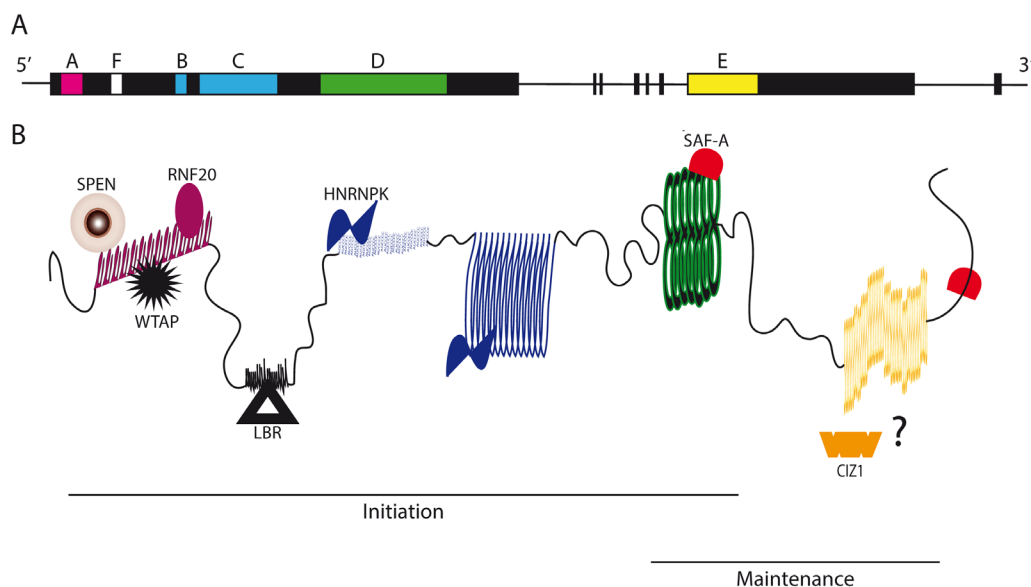 A
5' A F B C D E 3'
B
SPEN RNF20 HNRNPK SAF-A
WTAP
LBR
CIZ1 ?
Initiation
Maintenance